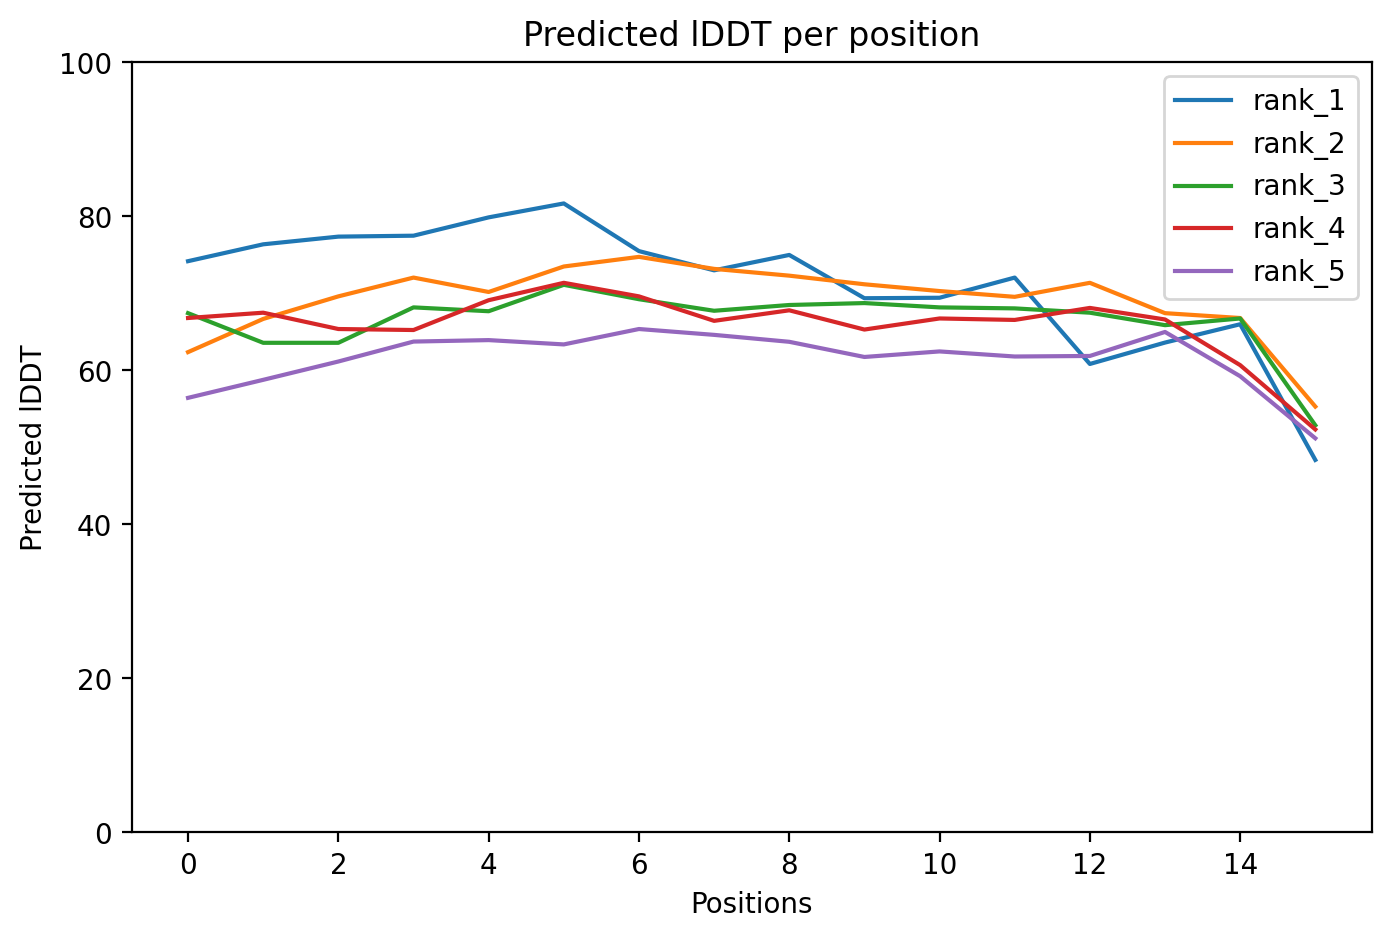 Predicted lDDT per position
100
80
60
40
20
0
Predicted lDDT
0 2 4 6 8 10 12 14
Positions
rank_1
rank_2
rank_3
rank_4
rank_5